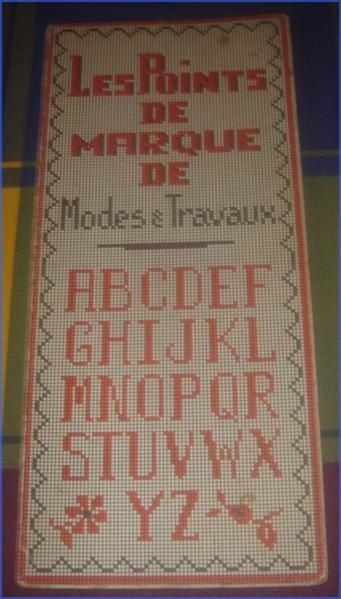 Les Points
de
marque
de
Modes & Travaux
ABCDEF
GHIJKL
MNOPQR
STUVWX
YZ